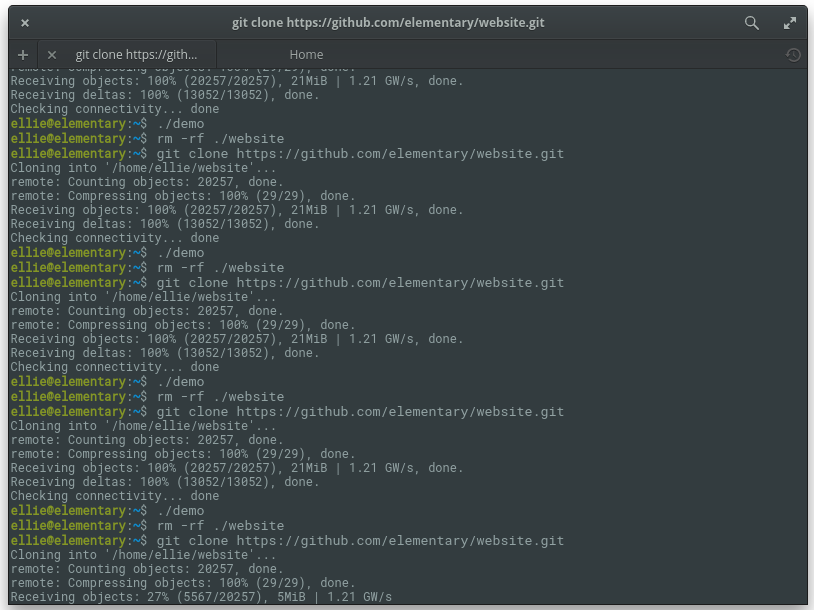 git clone https://github.com/elementary/website.git
git clone https://gith...
Home
remote: Compressing objects: 100% (29/29), done.
Receiving objects: 100% (20257/20257), 21MiB | 1.21 GW/s, done.
Receiving deltas: 100% (13052/13052), done.
Checking connectivity... done
ellie@elementary:~$ ./demo
ellie@elementary:~$ rm -rf ./website
ellie@elementary:~$ git clone https://github.com/elementary/website.git
Cloning into '/home/ellie/website'...
remote: Counting objects: 20257, done.
remote: Compressing objects: 100% (29/29), done.
Receiving objects: 100% (20257/20257), 21MiB | 1.21 GW/s, done.
Receiving deltas: 100% (13052/13052), done.
Checking connectivity... done
ellie@elementary:~$ ./demo
ellie@elementary:~$ rm -rf ./website
ellie@elementary:~$ git clone https://github.com/elementary/website.git
Cloning into '/home/ellie/website'...
remote: Counting objects: 20257, done.
remote: Compressing objects: 100% (29/29), done.
Receiving objects: 100% (20257/20257), 21MiB | 1.21 GW/s, done.
Receiving deltas: 100% (13052/13052), done.
Checking connectivity... done
ellie@elementary:~$ ./demo
ellie@elementary:~$ rm -rf ./website
ellie@elementary:~$ git clone https://github.com/elementary/website.git
Cloning into '/home/ellie/website'...
remote: Counting objects: 20257, done.
remote: Compressing objects: 100% (29/29), done.
Receiving objects: 100% (20257/20257), 21MiB | 1.21 GW/s, done.
Receiving deltas: 100% (13052/13052), done.
Checking connectivity... done
ellie@elementary:~$ ./demo
ellie@elementary:~$ rm -rf ./website
ellie@elementary:~$ git clone https://github.com/elementary/website.git
Cloning into '/home/ellie/website'...
remote: Counting objects: 20257, done.
remote: Compressing objects: 100% (29/29), done.
Receiving objects: 27% (5567/20257), 5MiB | 1.21 GW/s